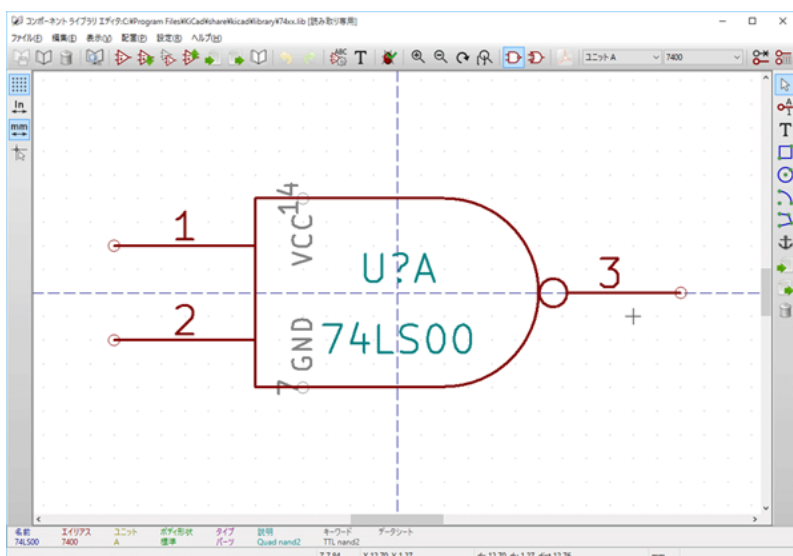 コンポーネント ライブラリ エディタ:C:¥Program Files¥KiCad¥share¥kicad¥library¥74xx.lib [読み取り専用]
ファイル(F) 編集(E) 表示(V) 配置(P) 設定(R) ヘルプ(H)
ABC T ユニット A 7400
In
mm
A
1
T
14
VCC
1
U?A
3
2
GND
74LS00
7
名前 エイリアス ユニット ボディ形状 タイプ 説明 キーワード データシート
74LS00 7400 A 標準 パーツ Quad nand2 TTL nand2